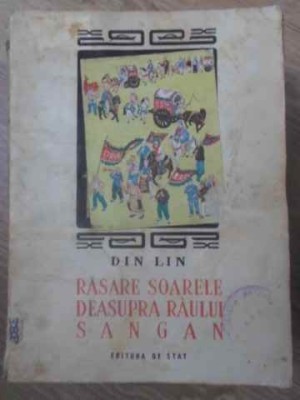 DIN LIN
RĂSARE SOARELE
DEASUPRA RÂULUI
SANGAN
EDITURA DE STAT